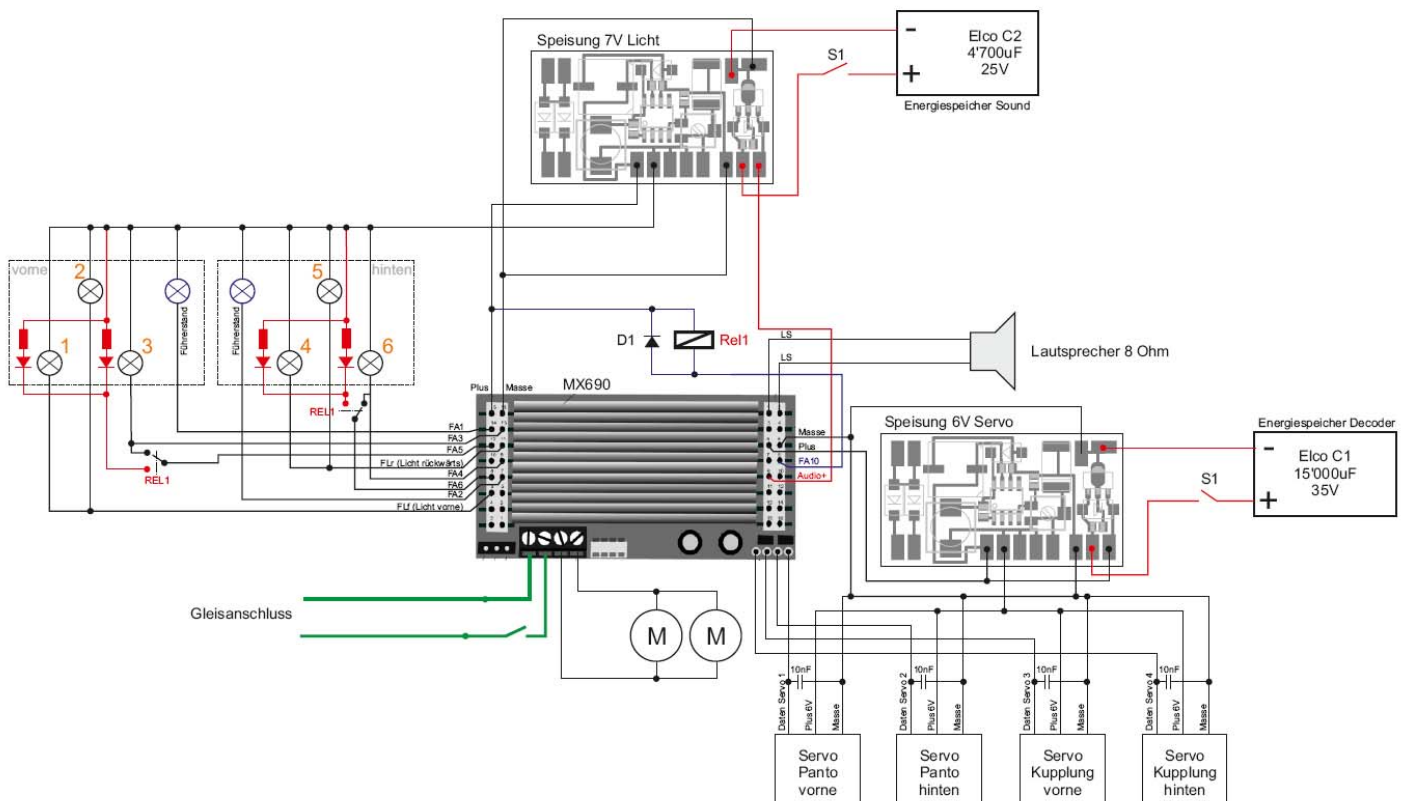 Speisung 7V Licht
S1
-
+
Elco C2
4'700uF
25V
Energiespeicher Sound
vorne
2
1
3
Führerstand
hinten
5
4
6
Führerstand
REL1
REL1
D1
Rel1
LS
LS
Lautsprecher 8 Ohm
Plus
Masse
MX690
FA1
FA3
FA5
FLr (Licht rückwärts)
FA4
FA6
FA2
FLf (Licht vorne)
Masse
Plus
FA10
Audio+
Speisung 6V Servo
S1
Energiespeicher Decoder
-
+
Elco C1
15'000uF
35V
Gleisanschluss
M
M
Daten Servo 1
10nF
Plus 6V
Masse
Daten Servo 2
10nF
Plus 6V
Masse
Daten Servo 3
10nF
Plus 6V
Masse
Daten Servo 4
10nF
Plus 6V
Masse
Servo
Panto
vorne
Servo
Panto
hinten
Servo
Kupplung
vorne
Servo
Kupplung
hinten